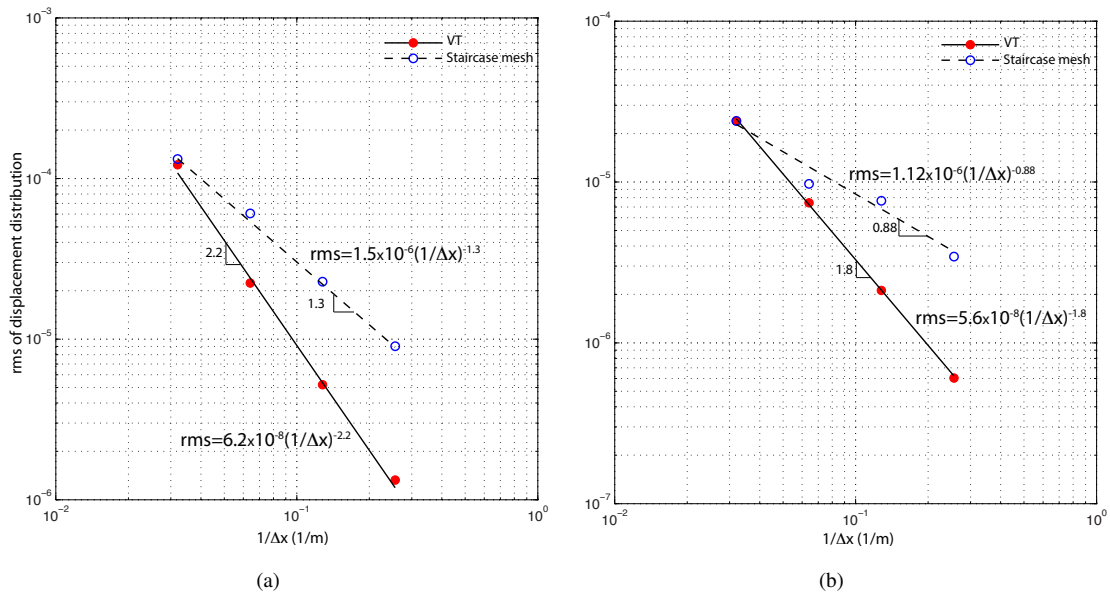 10⁻³
VT
Staircase mesh
10⁻⁴
10⁻⁵
10⁻⁶
rms of displacement distribution
2.2
rms=1.5x10⁻⁶(1/Δx)⁻¹·³
1.3
rms=6.2x10⁻⁸(1/Δx)⁻²·²
10⁻² 10⁻¹ 10⁰
1/Δx (1/m)
(a)
10⁻⁴
VT
Staircase mesh
10⁻⁵
10⁻⁶
10⁻⁷
rms=1.12x10⁻⁶(1/Δx)⁻⁰·⁸⁸
0.88
1.8
rms=5.6x10⁻⁸(1/Δx)⁻¹·⁸
10⁻² 10⁻¹ 10⁰
1/Δx (1/m)
(b)